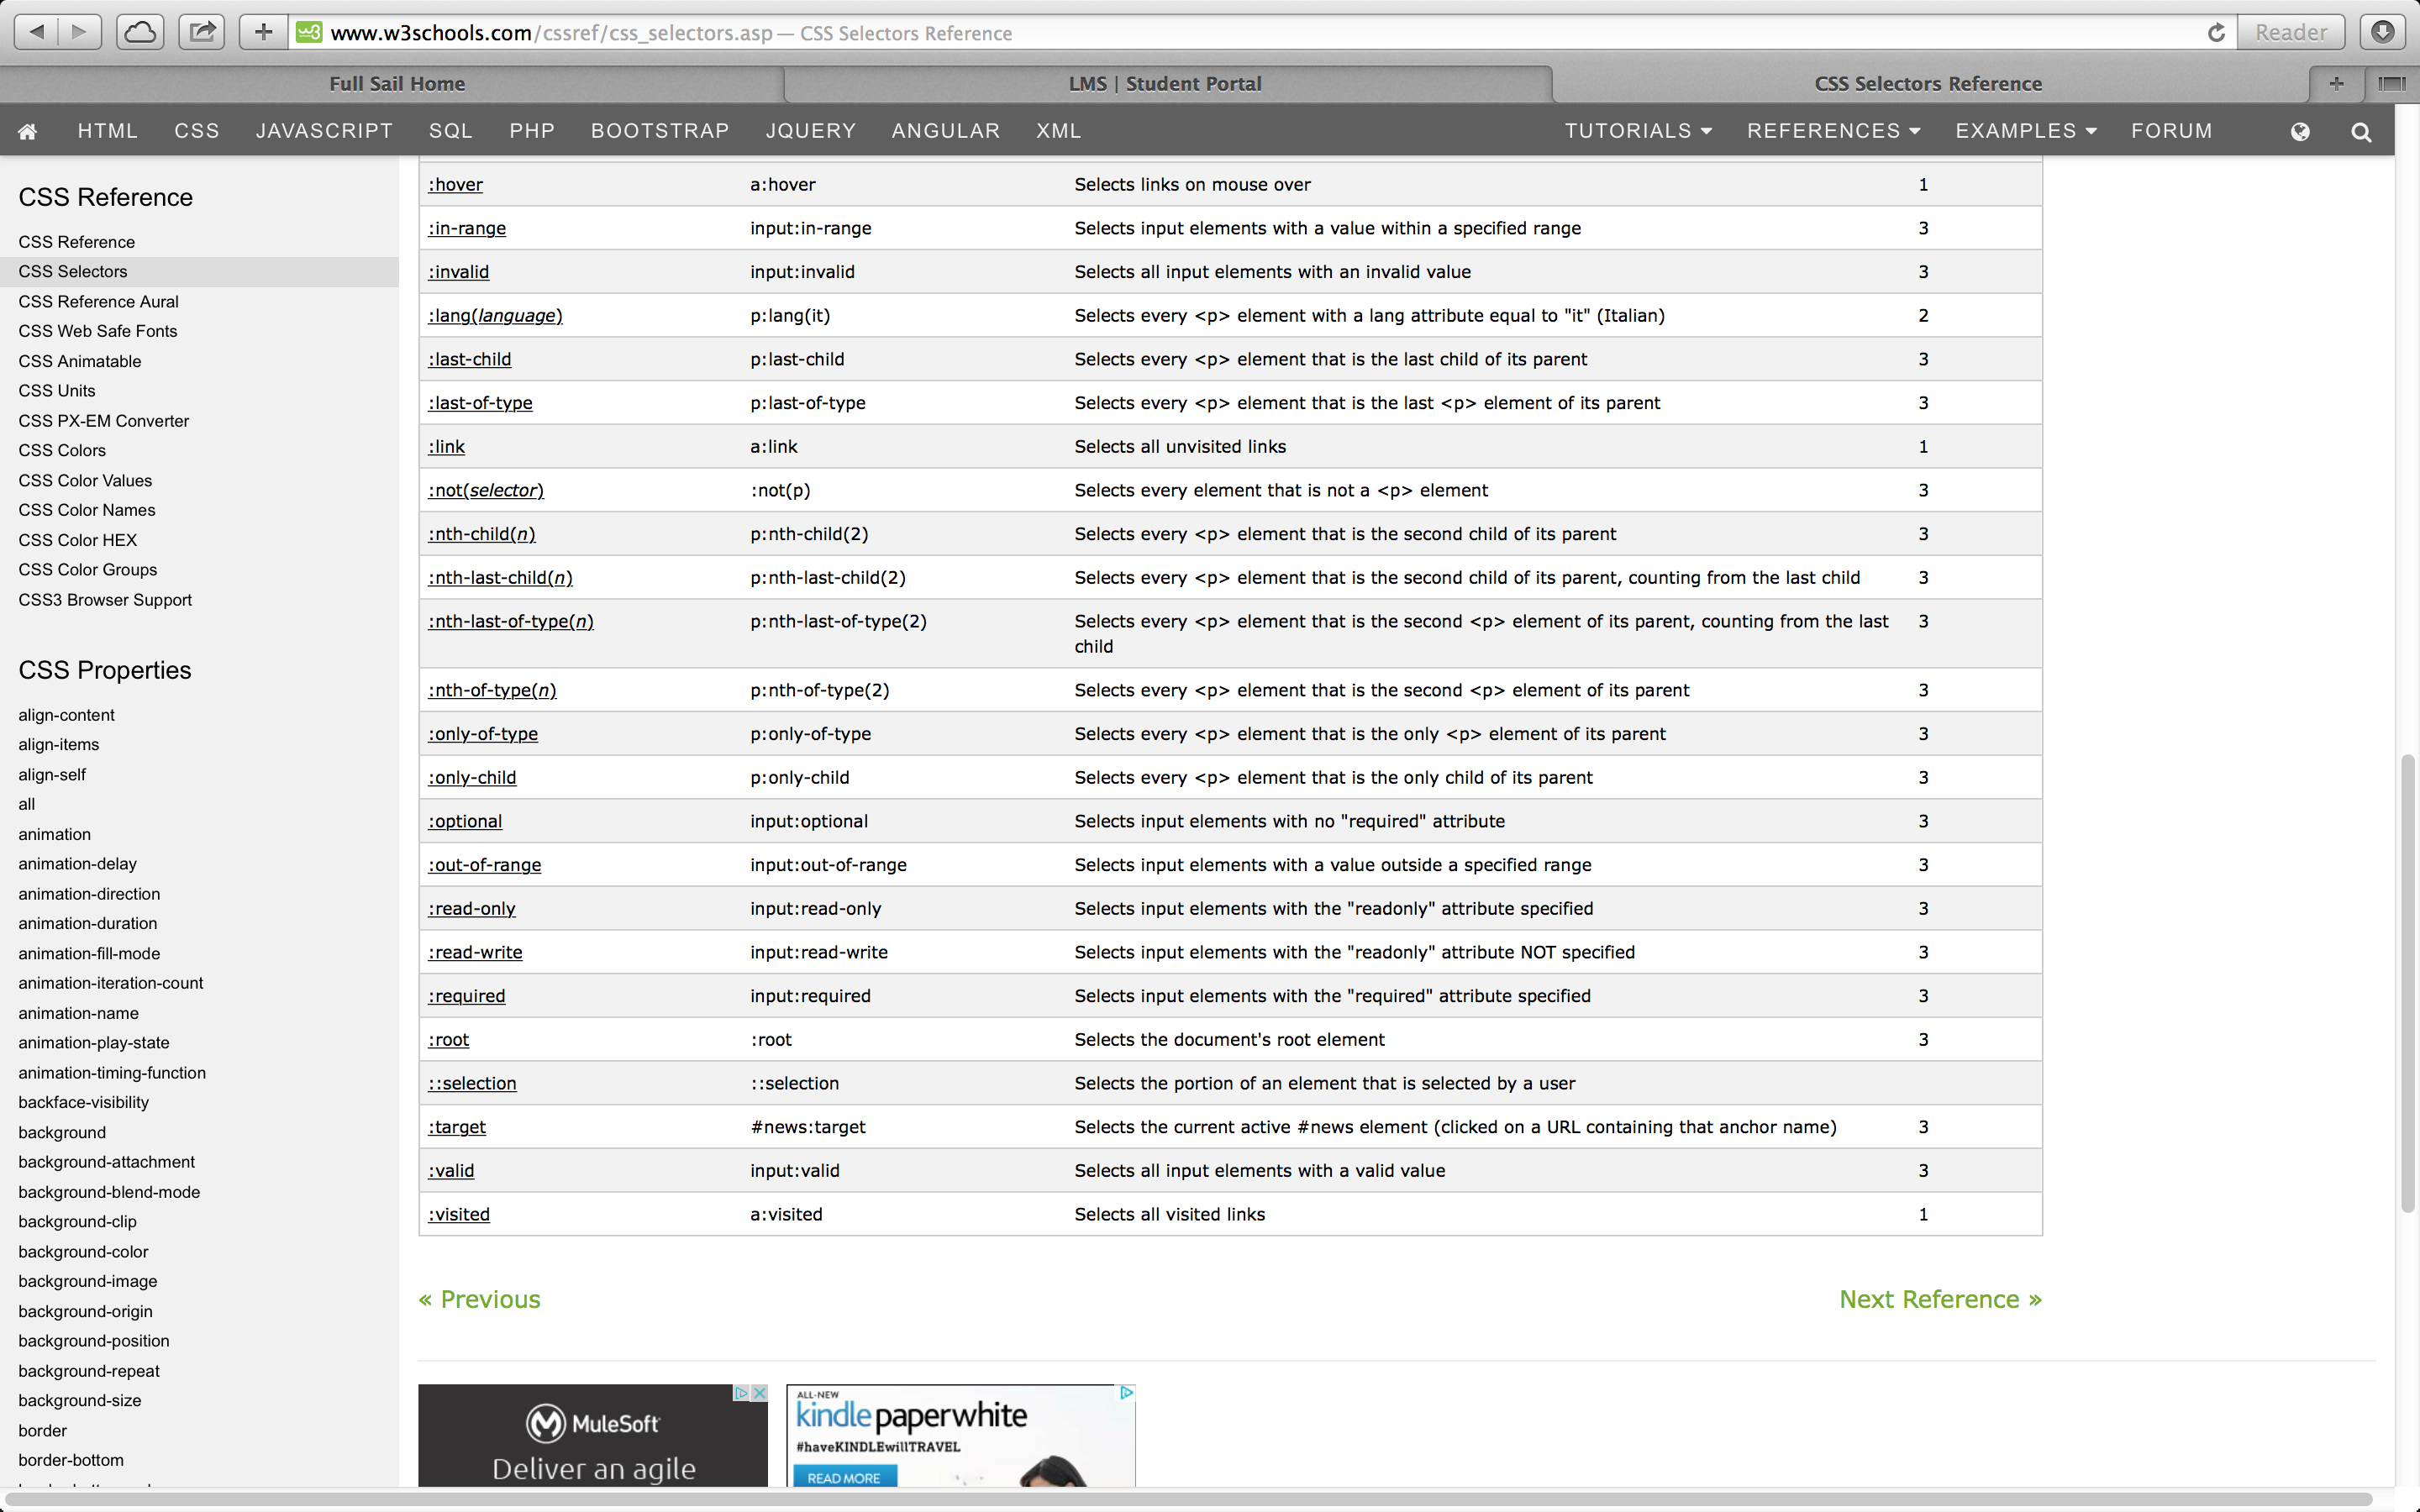 www.w3schools.com/cssref/css_selectors.asp — CSS Selectors Reference
Reader
Full Sail Home
LMS | Student Portal
CSS Selectors Reference
HTML CSS JAVASCRIPT SQL PHP BOOTSTRAP JQUERY ANGULAR XML TUTORIALS REFERENCES EXAMPLES FORUM
CSS Reference
CSS Reference
CSS Selectors
CSS Reference Aural
CSS Web Safe Fonts
CSS Animatable
CSS Units
CSS PX-EM Converter
CSS Colors
CSS Color Values
CSS Color Names
CSS Color HEX
CSS Color Groups
CSS3 Browser Support
CSS Properties
align-content
align-items
align-self
all
animation
animation-delay
animation-direction
animation-duration
animation-fill-mode
animation-iteration-count
animation-name
animation-play-state
animation-timing-function
backface-visibility
background
background-attachment
background-blend-mode
background-clip
background-color
background-image
background-origin
background-position
background-repeat
background-size
border
border-bottom
:hover a:hover Selects links on mouse over 1
:in-range input:in-range Selects input elements with a value within a specified range 3
:invalid input:invalid Selects all input elements with an invalid value 3
:lang(language) p:lang(it) Selects every <p> element with a lang attribute equal to "it" (Italian) 2
:last-child p:last-child Selects every <p> element that is the last child of its parent 3
:last-of-type p:last-of-type Selects every <p> element that is the last <p> element of its parent 3
:link a:link Selects all unvisited links 1
:not(selector) :not(p) Selects every element that is not a <p> element 3
:nth-child(n) p:nth-child(2) Selects every <p> element that is the second child of its parent 3
:nth-last-child(n) p:nth-last-child(2) Selects every <p> element that is the second child of its parent, counting from the last child 3
:nth-last-of-type(n) p:nth-last-of-type(2) Selects every <p> element that is the second <p> element of its parent, counting from the last 3
child
:nth-of-type(n) p:nth-of-type(2) Selects every <p> element that is the second <p> element of its parent 3
:only-of-type p:only-of-type Selects every <p> element that is the only <p> element of its parent 3
:only-child p:only-child Selects every <p> element that is the only child of its parent 3
:optional input:optional Selects input elements with no "required" attribute 3
:out-of-range input:out-of-range Selects input elements with a value outside a specified range 3
:read-only input:read-only Selects input elements with the "readonly" attribute specified 3
:read-write input:read-write Selects input elements with the "readonly" attribute NOT specified 3
:required input:required Selects input elements with the "required" attribute specified 3
:root :root Selects the document's root element 3
::selection ::selection Selects the portion of an element that is selected by a user
:target #news:target Selects the current active #news element (clicked on a URL containing that anchor name) 3
:valid input:valid Selects all input elements with a valid value 3
:visited a:visited Selects all visited links 1
« Previous
Next Reference »
MuleSoft
Deliver an agile
ALL-NEW
kindle paperwhite
#haveKINDLEwillTRAVEL
READ MORE